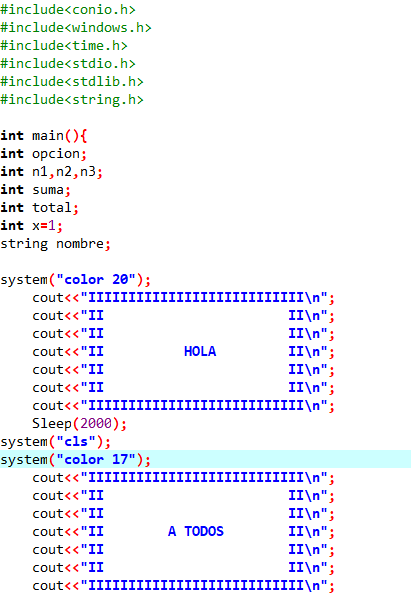 #include<conio.h>
#include<windows.h>
#include<time.h>
#include<stdio.h>
#include<stdlib.h>
#include<string.h>

int main(){
int opcion;
int n1,n2,n3;
int suma;
int total;
int x=1;
string nombre;

system("color 20");
    cout<<"IIIIIIIIIIIIIIIIIIIIIIIIIII\n";
    cout<<"II                       II\n";
    cout<<"II                       II\n";
    cout<<"II          HOLA         II\n";
    cout<<"II                       II\n";
    cout<<"II                       II\n";
    cout<<"IIIIIIIIIIIIIIIIIIIIIIIIIII\n";
    Sleep(2000);
system("cls");
system("color 17");
    cout<<"IIIIIIIIIIIIIIIIIIIIIIIIIII\n";
    cout<<"II                       II\n";
    cout<<"II                       II\n";
    cout<<"II        A TODOS        II\n";
    cout<<"II                       II\n";
    cout<<"II                       II\n";
    cout<<"IIIIIIIIIIIIIIIIIIIIIIIIIII\n";